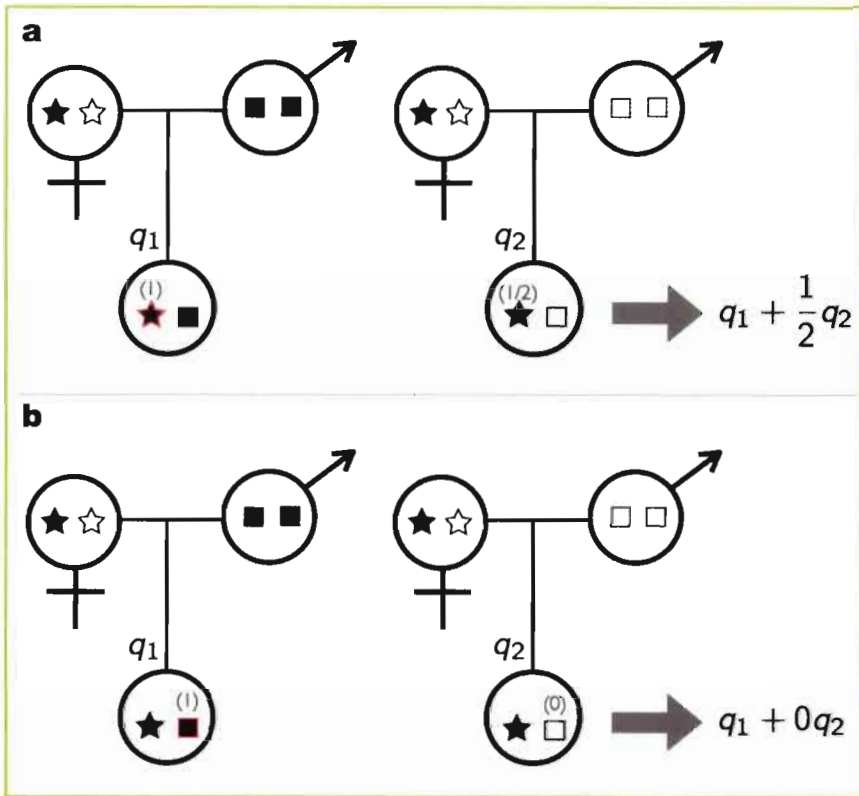 a
q₁
(1)
q₂
(1/2)
q₁ + 1/2 q₂
b
q₁
(1)
q₂
(0)
q₁ + 0q₂